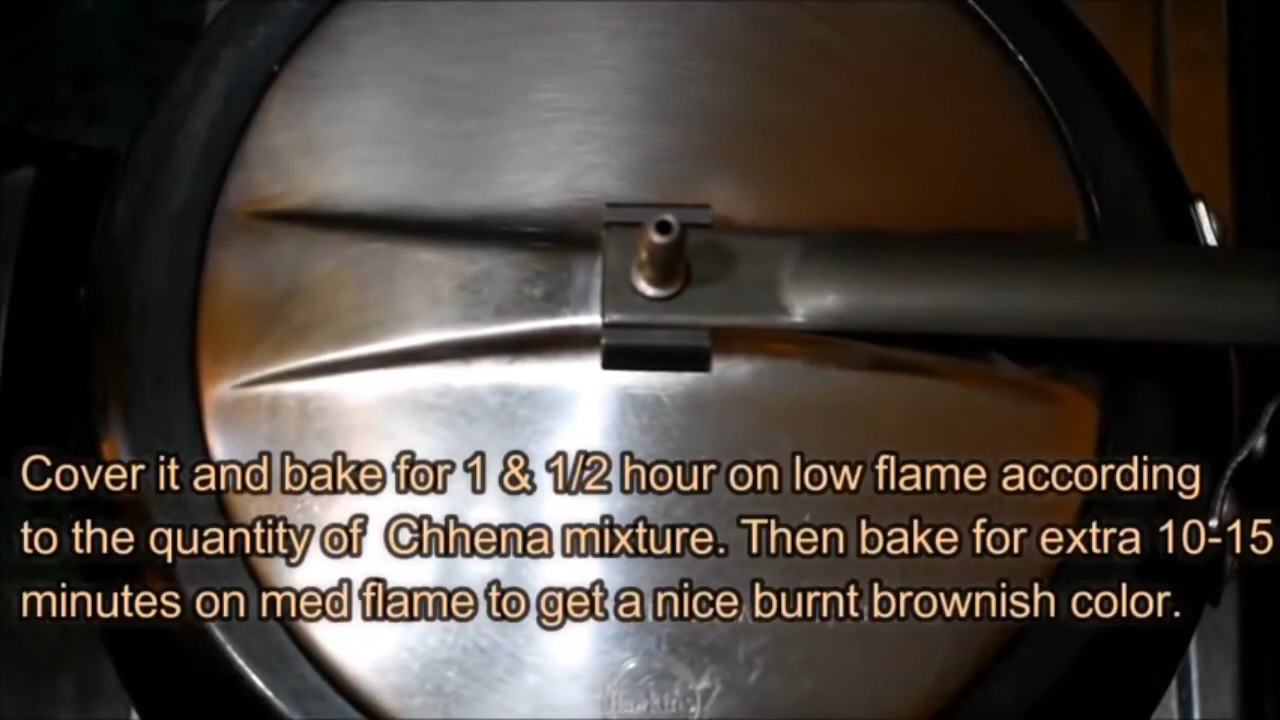 Cover it and bake for 1 & 1/2 hour on low flame according
to the quantity of Chhena mixture. Then bake for extra 10-15
minutes on med flame to get a nice burnt brownish color.
Hawkins